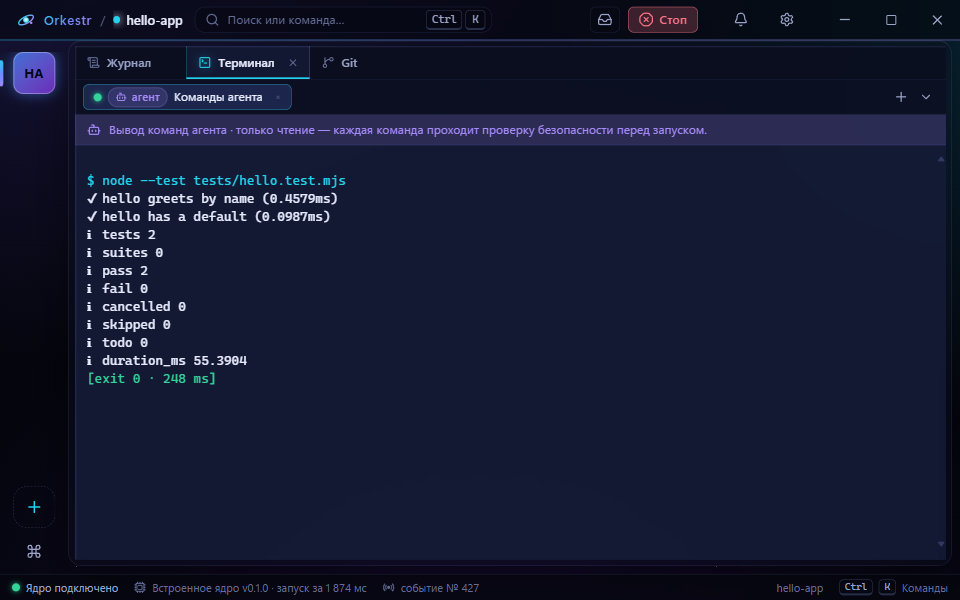 Orkestr / hello-app Поиск или команда... Ctrl K Стоп
HA
Журнал Терминал Git
агент Команды агента
Вывод команд агента · только чтение — каждая команда проходит проверку безопасности перед запуском.
$ node --test tests/hello.test.mjs
✓ hello greets by name (0.4579ms)
✓ hello has a default (0.0987ms)
ℹ tests 2
ℹ suites 0
ℹ pass 2
ℹ fail 0
ℹ cancelled 0
ℹ skipped 0
ℹ todo 0
ℹ duration_ms 55.3904
[exit 0 · 248 ms]
Ядро подключено Встроенное ядро v0.1.0 · запуск за 1 874 мс событие № 427 hello-app Ctrl K Команды